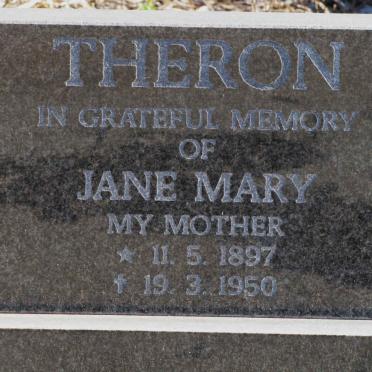 THERON
IN GRATEFUL MEMORY
OF
JANE MARY
MY MOTHER
★ 11. 5. 1897
✝ 19. 3. 1950